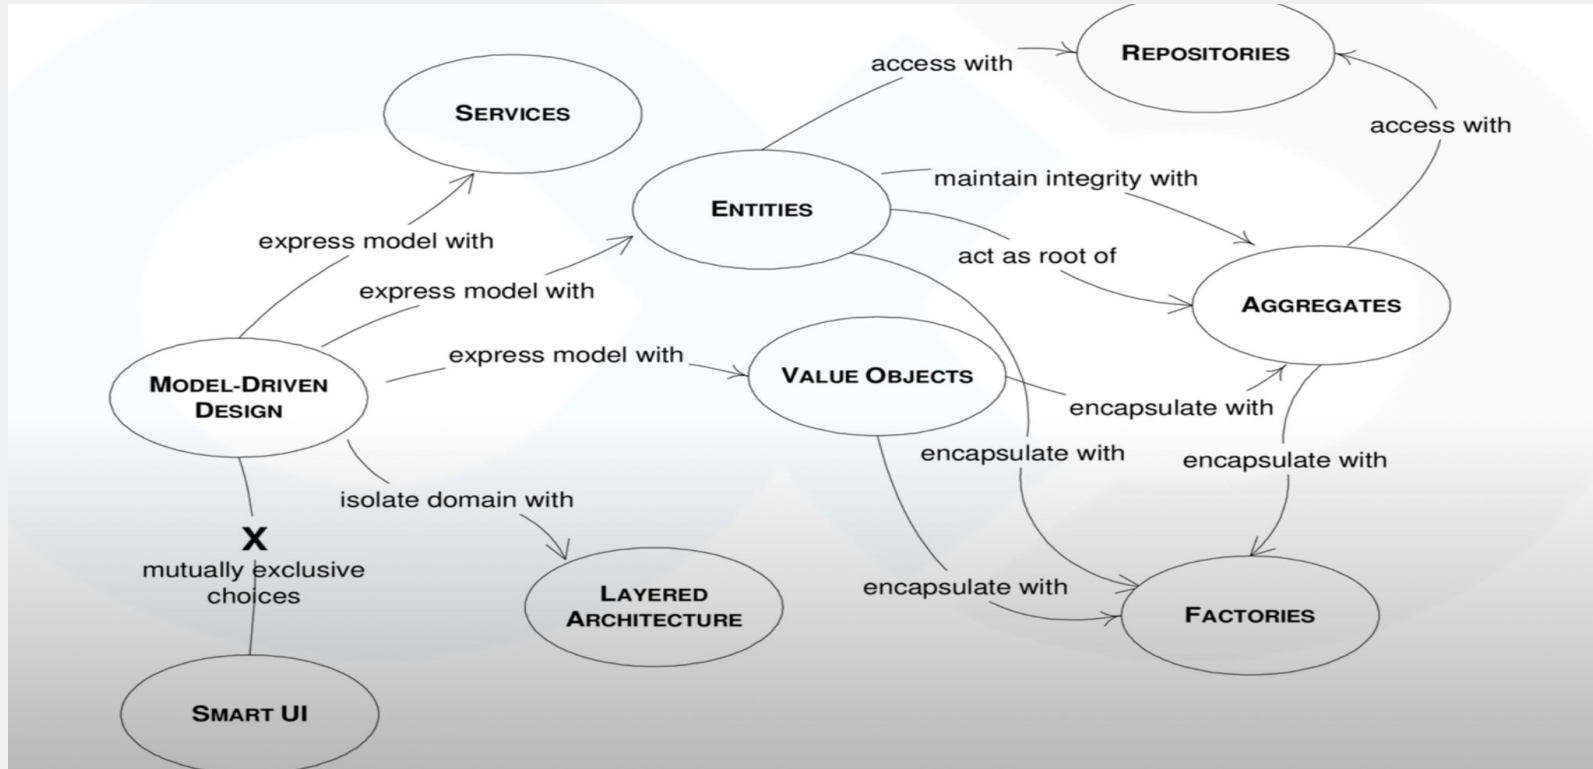 REPOSITORIES
access with
SERVICES
access with
maintain integrity with
ENTITIES
express model with
act as root of
express model with
AGGREGATES
express model with
VALUE OBJECTS
MODEL-DRIVEN
DESIGN
encapsulate with
encapsulate with
encapsulate with
isolate domain with
X
mutually exclusive
choices
encapsulate with
LAYERED
ARCHITECTURE
FACTORIES
SMART UI